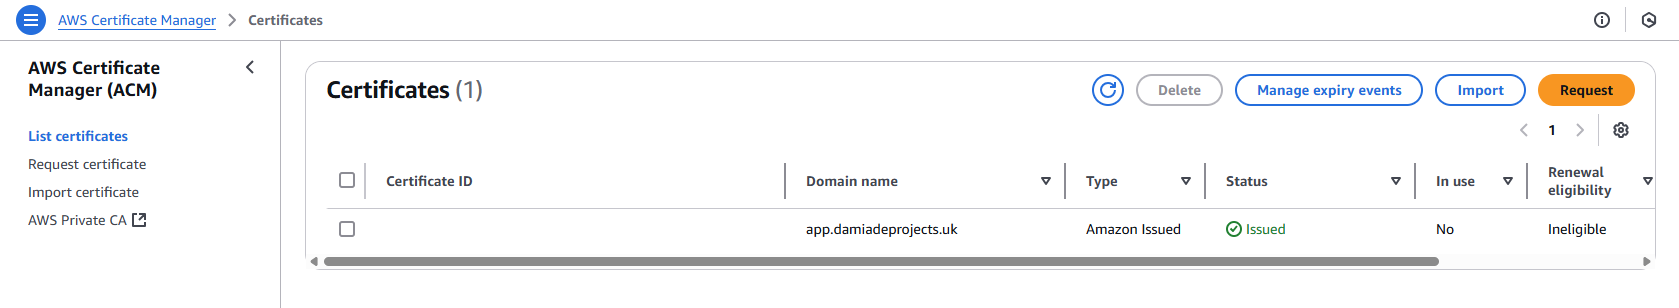 AWS Certificate Manager > Certificates
AWS Certificate
Manager (ACM)
List certificates
Request certificate
Import certificate
AWS Private CA
Certificates (1)
Delete
Manage expiry events
Import
Request
1
Certificate ID
Domain name
Type
Status
In use
Renewal
eligibility
app.damiadeprojects.uk
Amazon Issued
Issued
No
Ineligible